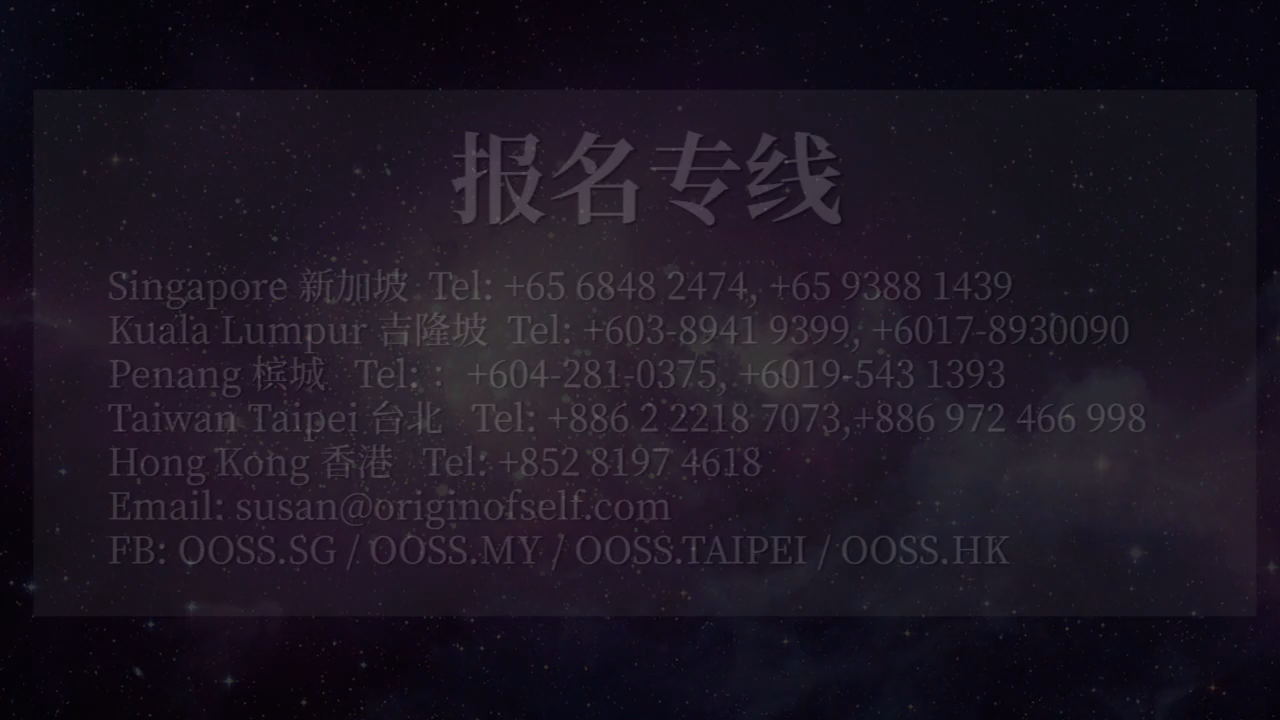 报名专线
Singapore 新加坡 Tel: +65 6848 2474, +65 9388 1439
Kuala Lumpur 吉隆坡 Tel: +603-8941 9399, +6017-8930090
Penang 槟城 Tel: : +604-281-0375, +6019-543 1393
Taiwan Taipei 台北 Tel: +886 2 2218 7073,+886 972 466 998
Hong Kong 香港 Tel: +852 8197 4618
Email: susan@originofself.com
FB: OOSS.SG / OOSS.MY / OOSS.TAIPEI / OOSS.HK